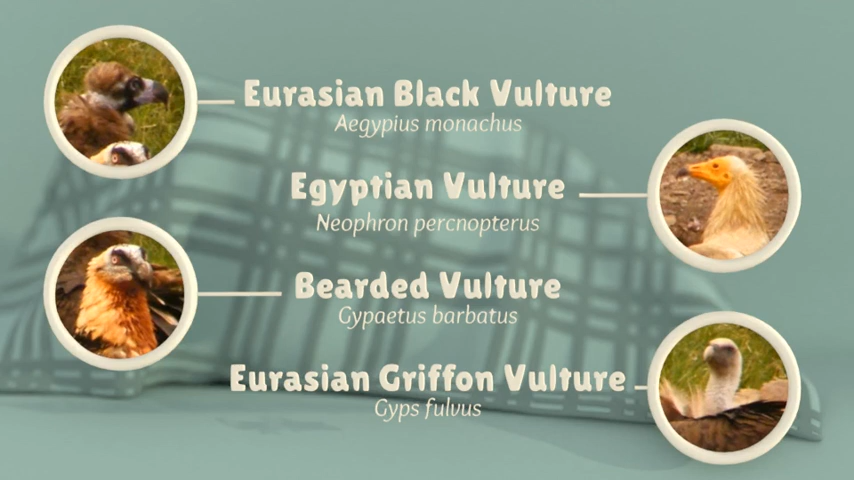 Eurasian Black Vulture
Aegypius monachus
Egyptian Vulture
Neophron percnopterus
Bearded Vulture
Gypaetus barbatus
Eurasian Griffon Vulture
Gyps fulvus